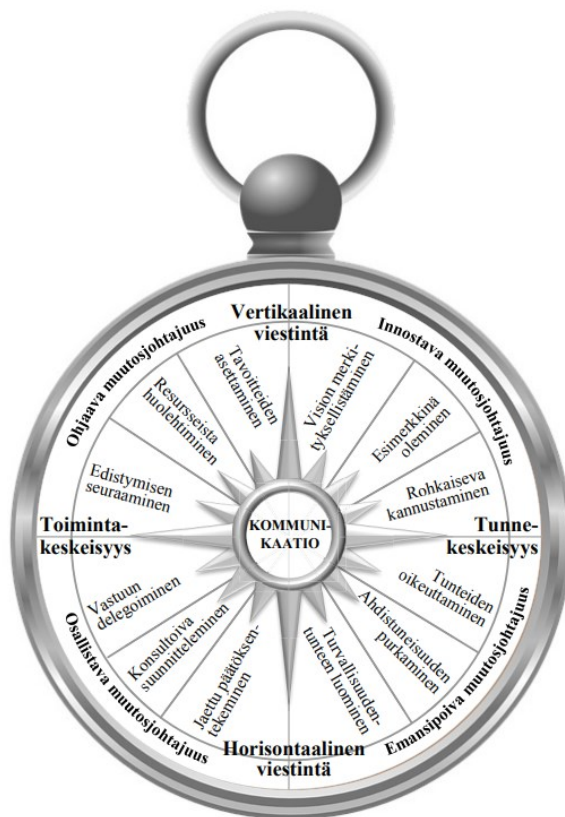 Vertikaalinen
viestintä
Ohjaava muutosjohtajuus
Innostava muutosjohtajuus
Tavoitteiden
asettaminen
Resursseista
huolehtiminen
Edistymisen
seuraaminen
Vision merki-
tyksellistäminen
Esimerkkinä
oleminen
Rohkaiseva
kannustaminen
Toiminta-
keskeisyys
KOMMUNI-
KAATIO
Tunne-
keskeisyys
Vastuun
delegoiminen
Konsultoiva
suunnitteleminen
Jaettu päätöksen-
tekeminen
Tunteiden
oikeuttaminen
Ahdistuneisuuden
purkaminen
Turvallisuuden-
tunteen luominen
Osallistava muutosjohtajuus
Emansipoiva muutosjohtajuus
Horisontaalinen
viestintä